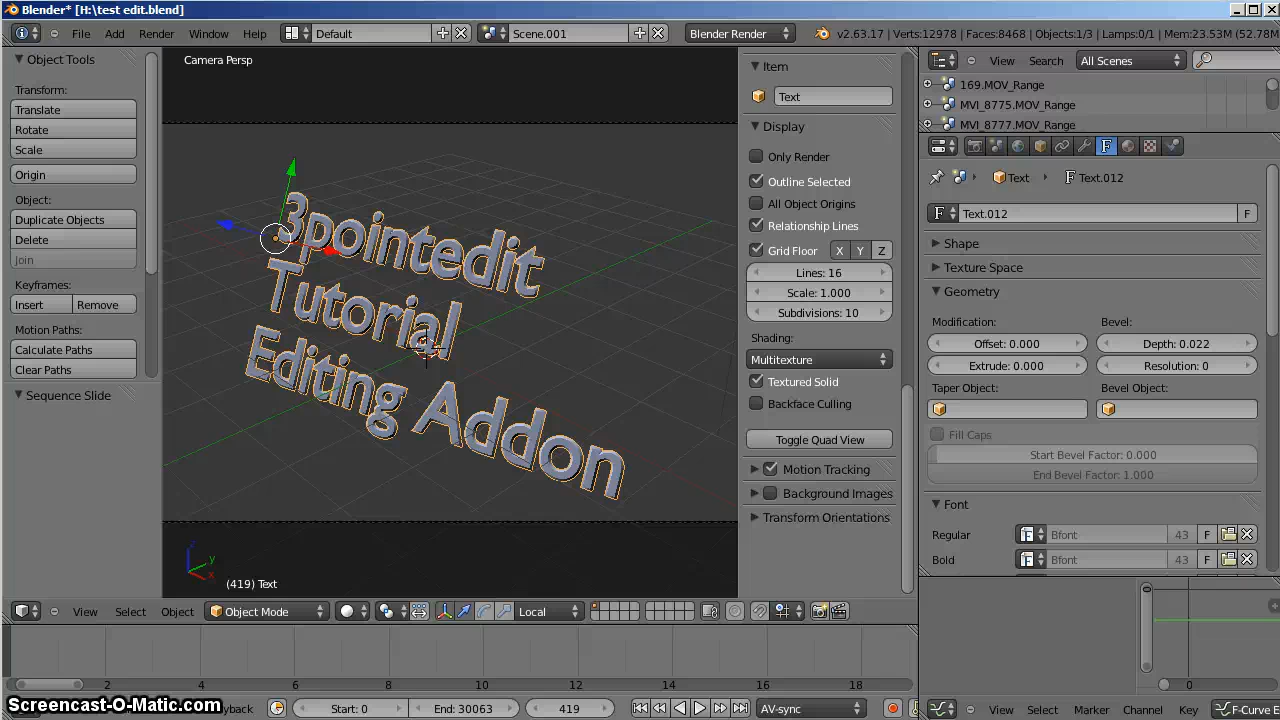 Blender* [H:\test edit.blend]
File Add Render Window Help Default Scene.001 Blender Render v2.63.17 | Verts:12978 | Faces:8468 | Objects:1/3 | Lamps:0/1 | Mem:23.53M (52.78M
Object Tools
Transform:
Translate
Rotate
Scale
Origin
Object:
Duplicate Objects
Delete
Join
Keyframes:
Insert Remove
Motion Paths:
Calculate Paths
Clear Paths
Sequence Slide
Camera Persp
3pointedit
Tutorial
Editing Addon
z
y
x
(419) Text
Item
Text
Display
Only Render
Outline Selected
All Object Origins
Relationship Lines
Grid Floor X Y Z
Lines: 16
Scale: 1.000
Subdivisions: 10
Shading:
Multitexture
Textured Solid
Backface Culling
Toggle Quad View
Motion Tracking
Background Images
Transform Orientations
View Search All Scenes
169.MOV_Range
MVI_8775.MOV_Range
MVI_8777.MOV_Range
Text Text.012
Text.012 F
Shape
Texture Space
Geometry
Modification: Bevel:
Offset: 0.000 Depth: 0.022
Extrude: 0.000 Resolution: 0
Taper Object: Bevel Object:
Fill Caps
Start Bevel Factor: 0.000
End Bevel Factor: 1.000
Font
Regular Bfont 43 F
Bold Bfont 43 F
View Select Object Object Mode Local
2 4 6 8 10 12 14 16 18
0
Screencast-O-Matic.com
yback Start: 0 End: 30063 419 AV-sync
View Select Marker Channel Key F-Curve E